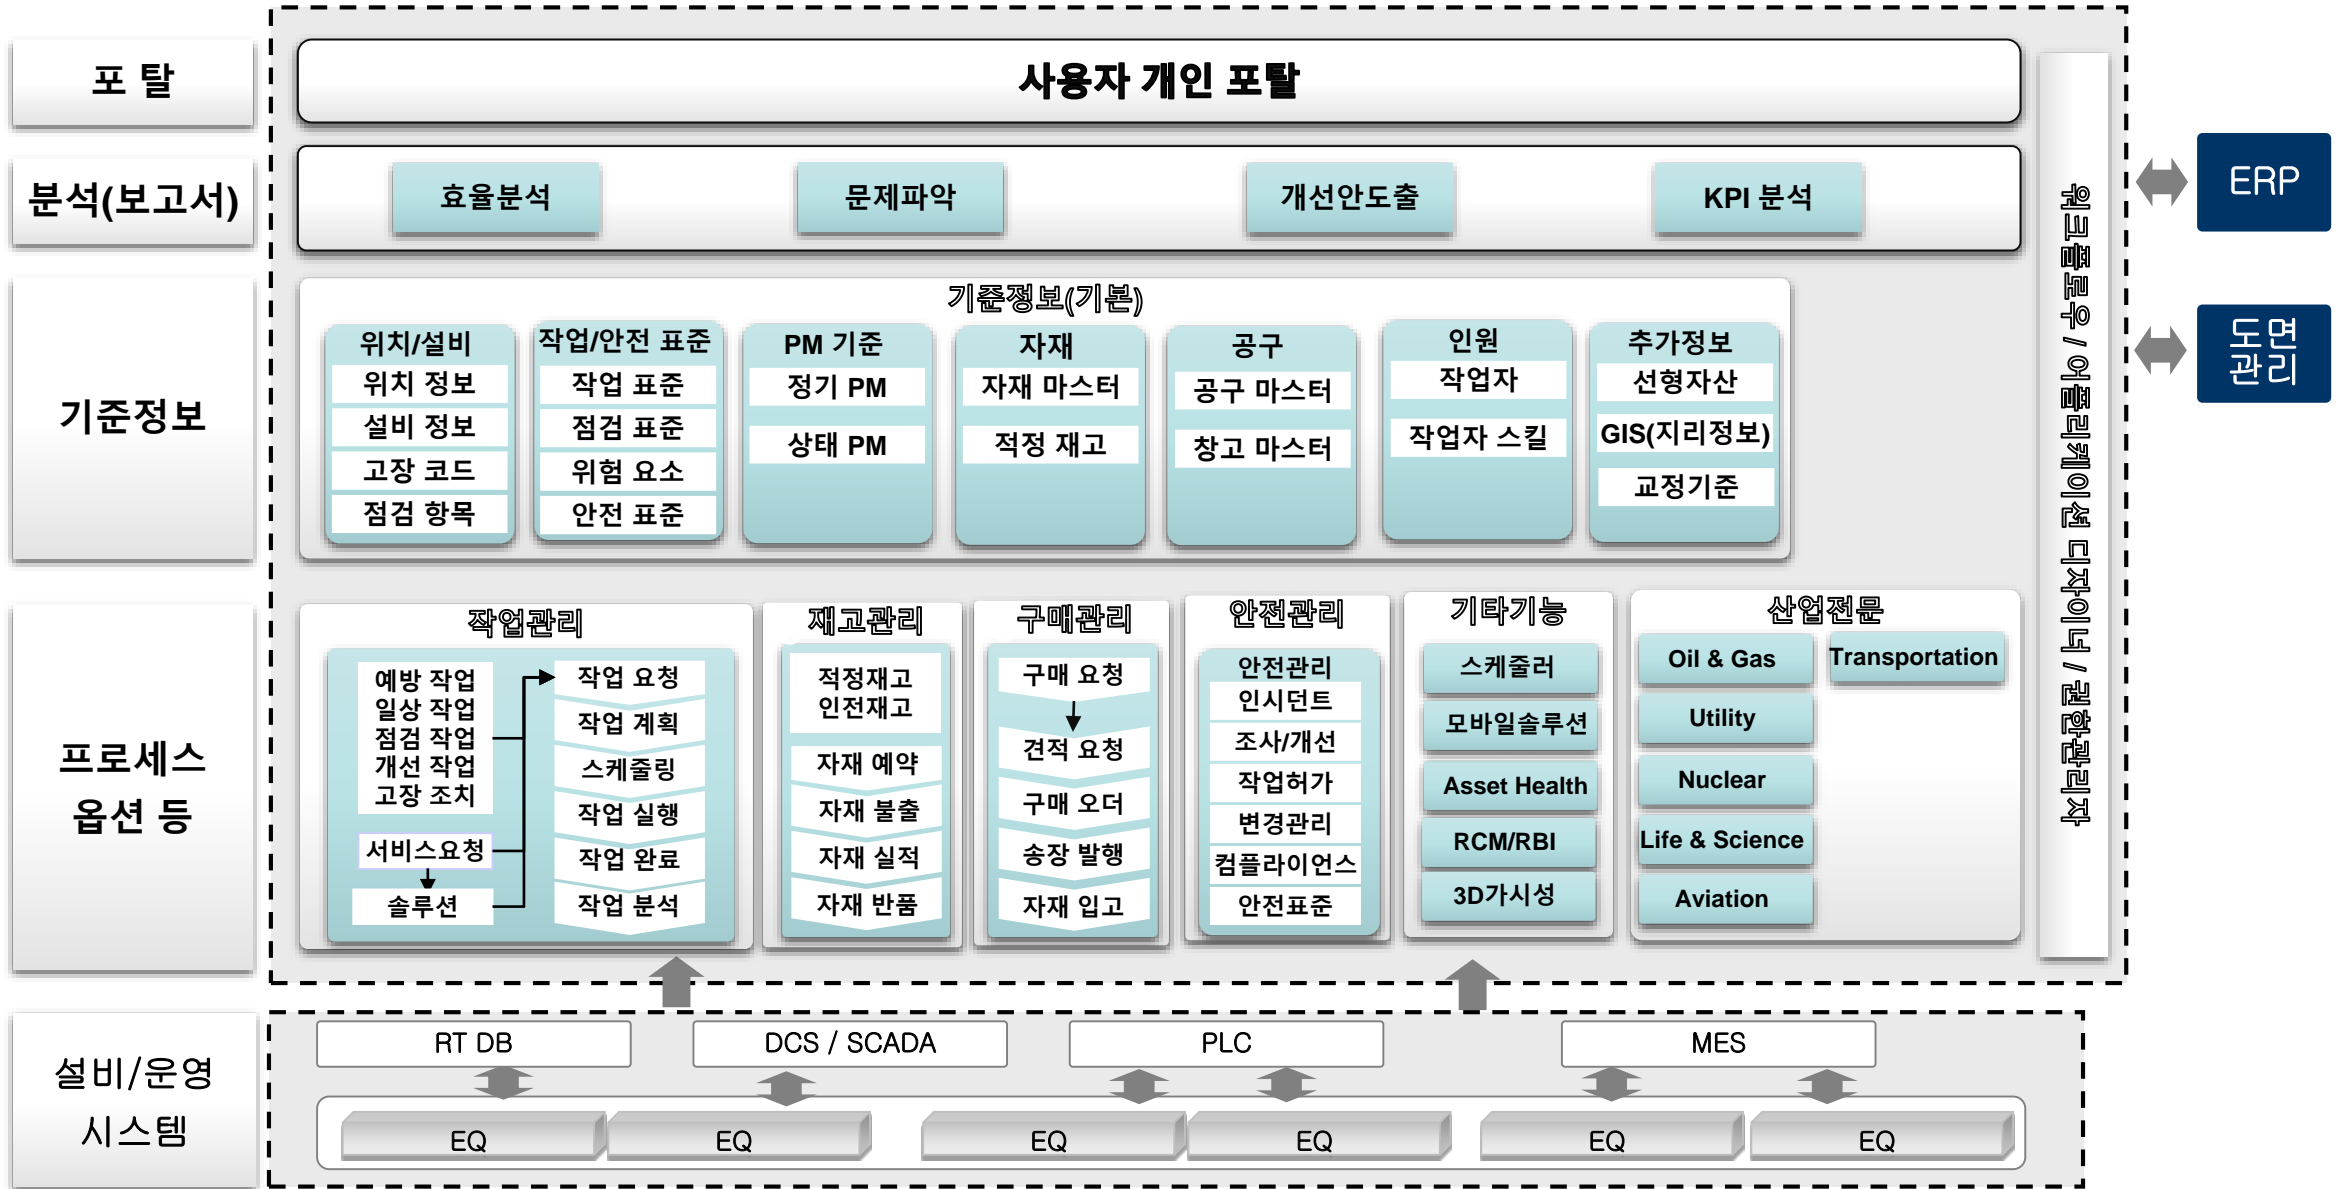 포 탈
사용자 개인 포탈
분석(보고서)
효율분석
문제파악
개선안도출
KPI 분석
ERP
도면
관리
워크플로우 / 어플리케이션 디자이너 / 권한관리자
기준정보
기준정보(기본)
위치/설비
위치 정보
설비 정보
고장 코드
점검 항목
작업/안전 표준
작업 표준
점검 표준
위험 요소
안전 표준
PM 기준
정기 PM
상태 PM
자재
자재 마스터
적정 재고
공구
공구 마스터
창고 마스터
인원
작업자
작업자 스킬
추가정보
선형자산
GIS(지리정보)
교정기준
프로세스
옵션 등
작업관리
예방 작업
일상 작업
점검 작업
개선 작업
고장 조치
서비스요청
솔루션
작업 요청
작업 계획
스케줄링
작업 실행
작업 완료
작업 분석
재고관리
적정재고
인전재고
자재 예약
자재 불출
자재 실적
자재 반품
구매관리
구매 요청
견적 요청
구매 오더
송장 발행
자재 입고
안전관리
안전관리
인시던트
조사/개선
작업허가
변경관리
컴플라이언스
안전표준
기타기능
스케줄러
모바일솔루션
Asset Health
RCM/RBI
3D가시성
산업전문
Oil & Gas
Utility
Nuclear
Life & Science
Aviation
Transportation
설비/운영
시스템
RT DB
DCS / SCADA
PLC
MES
EQ
EQ
EQ
EQ
EQ
EQ